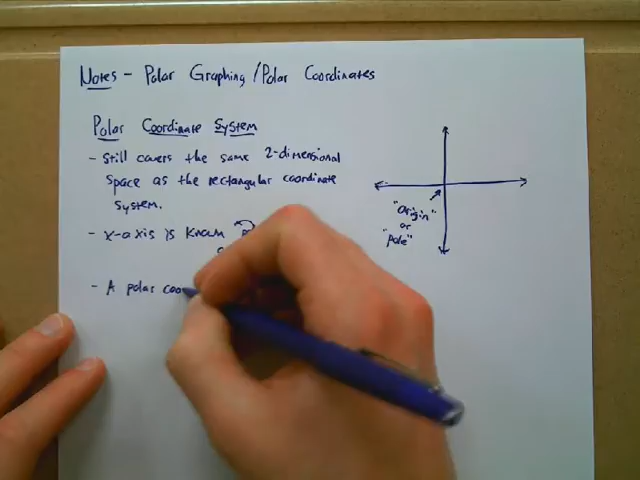 Notes - Polar Graphing / Polar Coordinates
Polar Coordinate System
- Still covers the same 2-dimensional
space as the rectangular coordinate
system.
- x-axis is known
- A polar coo
"origin"
or
"pole"